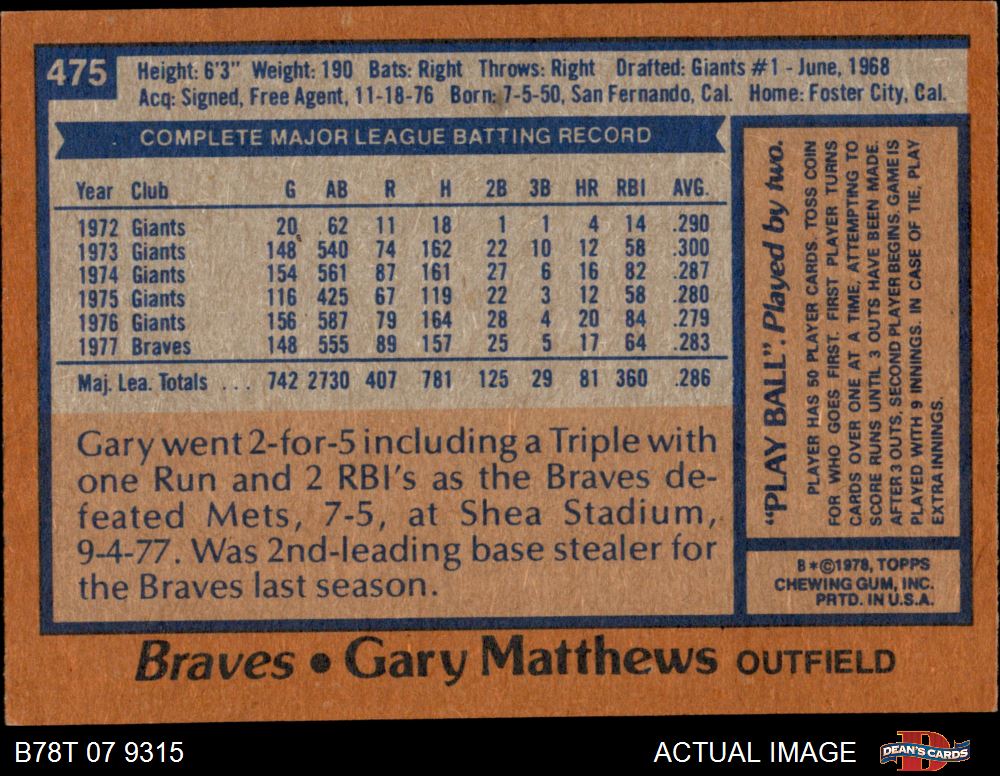 475
Height: 6'3" Weight: 190 Bats: Right Throws: Right Drafted: Giants #1 - June, 1968
Acq: Signed, Free Agent, 11-18-76 Born: 7-5-50, San Fernando, Cal. Home: Foster City, Cal.
COMPLETE MAJOR LEAGUE BATTING RECORD
Year Club G AB R H 2B 3B HR RBI AVG.
1972 Giants 20 62 11 18 1 1 4 14 .290
1973 Giants 148 540 74 162 22 10 12 58 .300
1974 Giants 154 561 87 161 27 6 16 82 .287
1975 Giants 116 425 67 119 22 3 12 58 .280
1976 Giants 156 587 79 164 28 4 20 84 .279
1977 Braves 148 555 89 157 25 5 17 64 .283
Maj. Lea. Totals ... 742 2730 407 781 125 29 81 360 .286
Gary went 2-for-5 including a Triple with
one Run and 2 RBI's as the Braves de-
feated Mets, 7-5, at Shea Stadium,
9-4-77. Was 2nd-leading base stealer for
the Braves last season.
"PLAY BALL". Played by two.
PLAYER HAS 50 PLAYER CARDS. TOSS COIN
FOR WHO GOES FIRST. FIRST PLAYER TURNS
CARDS OVER ONE AT A TIME, ATTEMPTING TO
SCORE RUNS UNTIL 3 OUTS HAVE BEEN MADE.
AFTER 3 OUTS, SECOND PLAYER BEGINS. GAME IS
PLAYED WITH 9 INNINGS. IN CASE OF TIE, PLAY
EXTRA INNINGS.
B*©1978, TOPPS
CHEWING GUM, INC.
PRTD. IN U.S.A.
Braves • Gary Matthews OUTFIELD
B78T 07 9315
ACTUAL IMAGE
DEAN'S CARDS